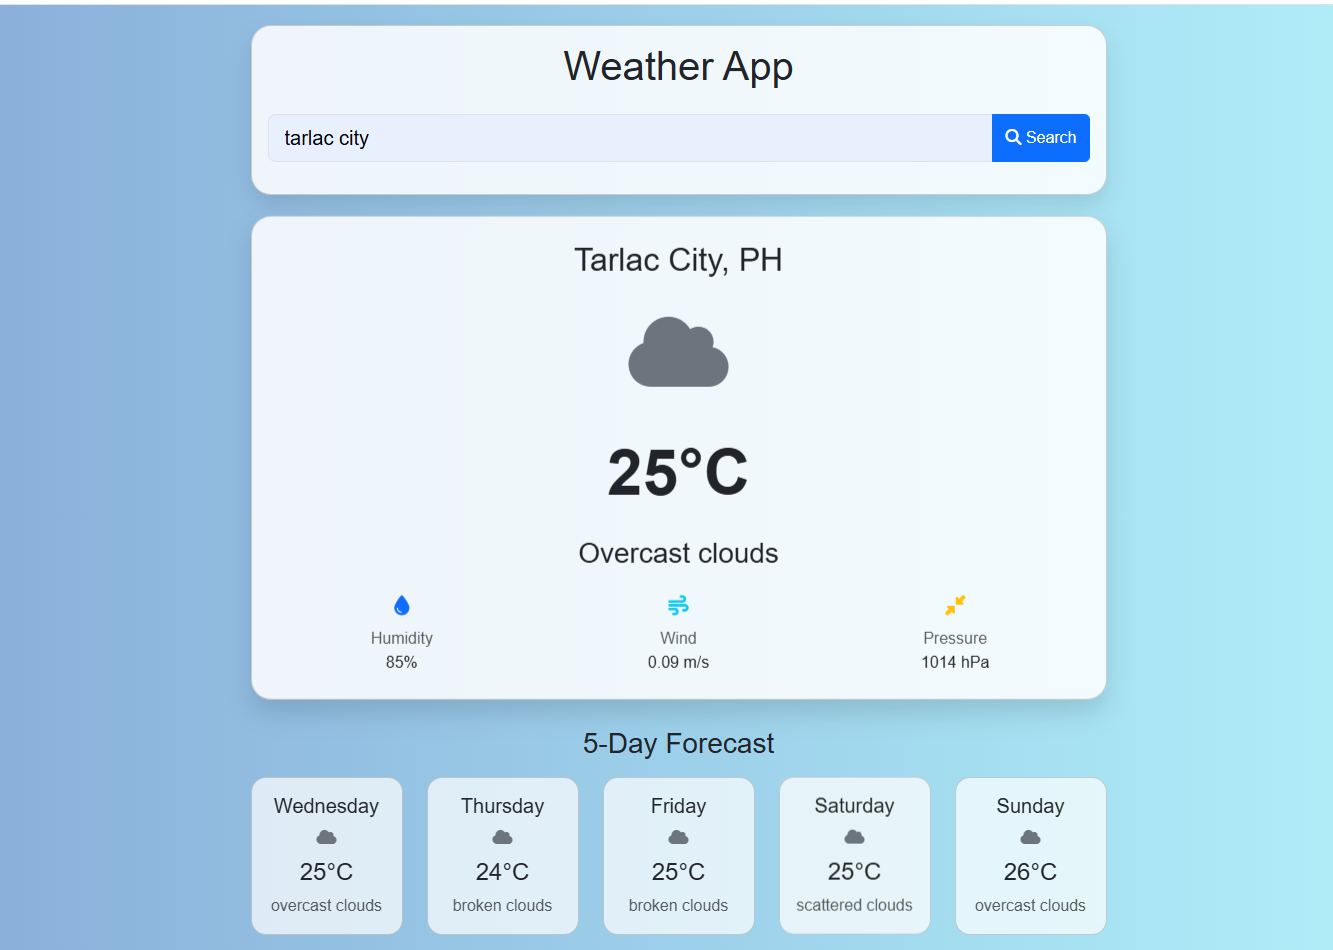 Weather App
tarlac city
Search
Tarlac City, PH
25°C
Overcast clouds
Humidity
85%
Wind
0.09 m/s
Pressure
1014 hPa
5-Day Forecast
Wednesday
25°C
overcast clouds
Thursday
24°C
broken clouds
Friday
25°C
broken clouds
Saturday
25°C
scattered clouds
Sunday
26°C
overcast clouds